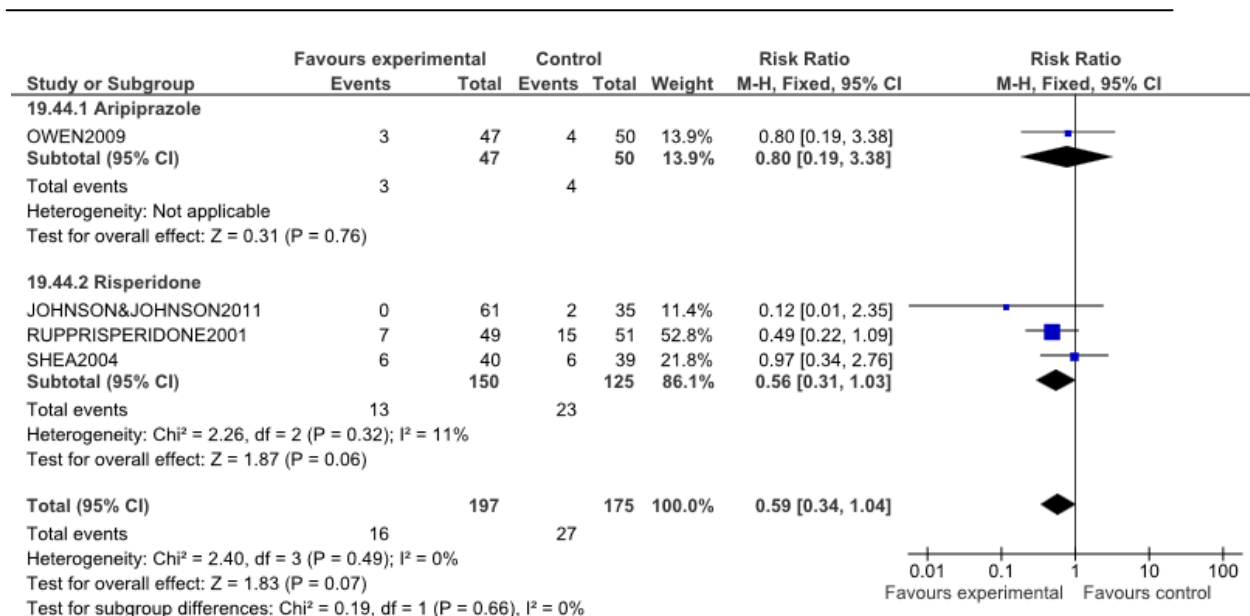 Favours experimental Control Risk Ratio Risk Ratio
Study or Subgroup Events Total Events Total Weight M-H, Fixed, 95% CI M-H, Fixed, 95% CI
19.44.1 Aripiprazole
OWEN2009 3 47 4 50 13.9% 0.80 [0.19, 3.38]
Subtotal (95% CI) 47 50 13.9% 0.80 [0.19, 3.38]
Total events 3 4
Heterogeneity: Not applicable
Test for overall effect: Z = 0.31 (P = 0.76)
19.44.2 Risperidone
JOHNSON&JOHNSON2011 0 61 2 35 11.4% 0.12 [0.01, 2.35]
RUPPRISPERIDONE2001 7 49 15 51 52.8% 0.49 [0.22, 1.09]
SHEA2004 6 40 6 39 21.8% 0.97 [0.34, 2.76]
Subtotal (95% CI) 150 125 86.1% 0.56 [0.31, 1.03]
Total events 13 23
Heterogeneity: Chi² = 2.26, df = 2 (P = 0.32); I² = 11%
Test for overall effect: Z = 1.87 (P = 0.06)
Total (95% CI) 197 175 100.0% 0.59 [0.34, 1.04]
Total events 16 27
Heterogeneity: Chi² = 2.40, df = 3 (P = 0.49); I² = 0%
Test for overall effect: Z = 1.83 (P = 0.07)
Test for subgroup differences: Chi² = 0.19, df = 1 (P = 0.66), I² = 0%
0.01 0.1 1 10 100
Favours experimental Favours control